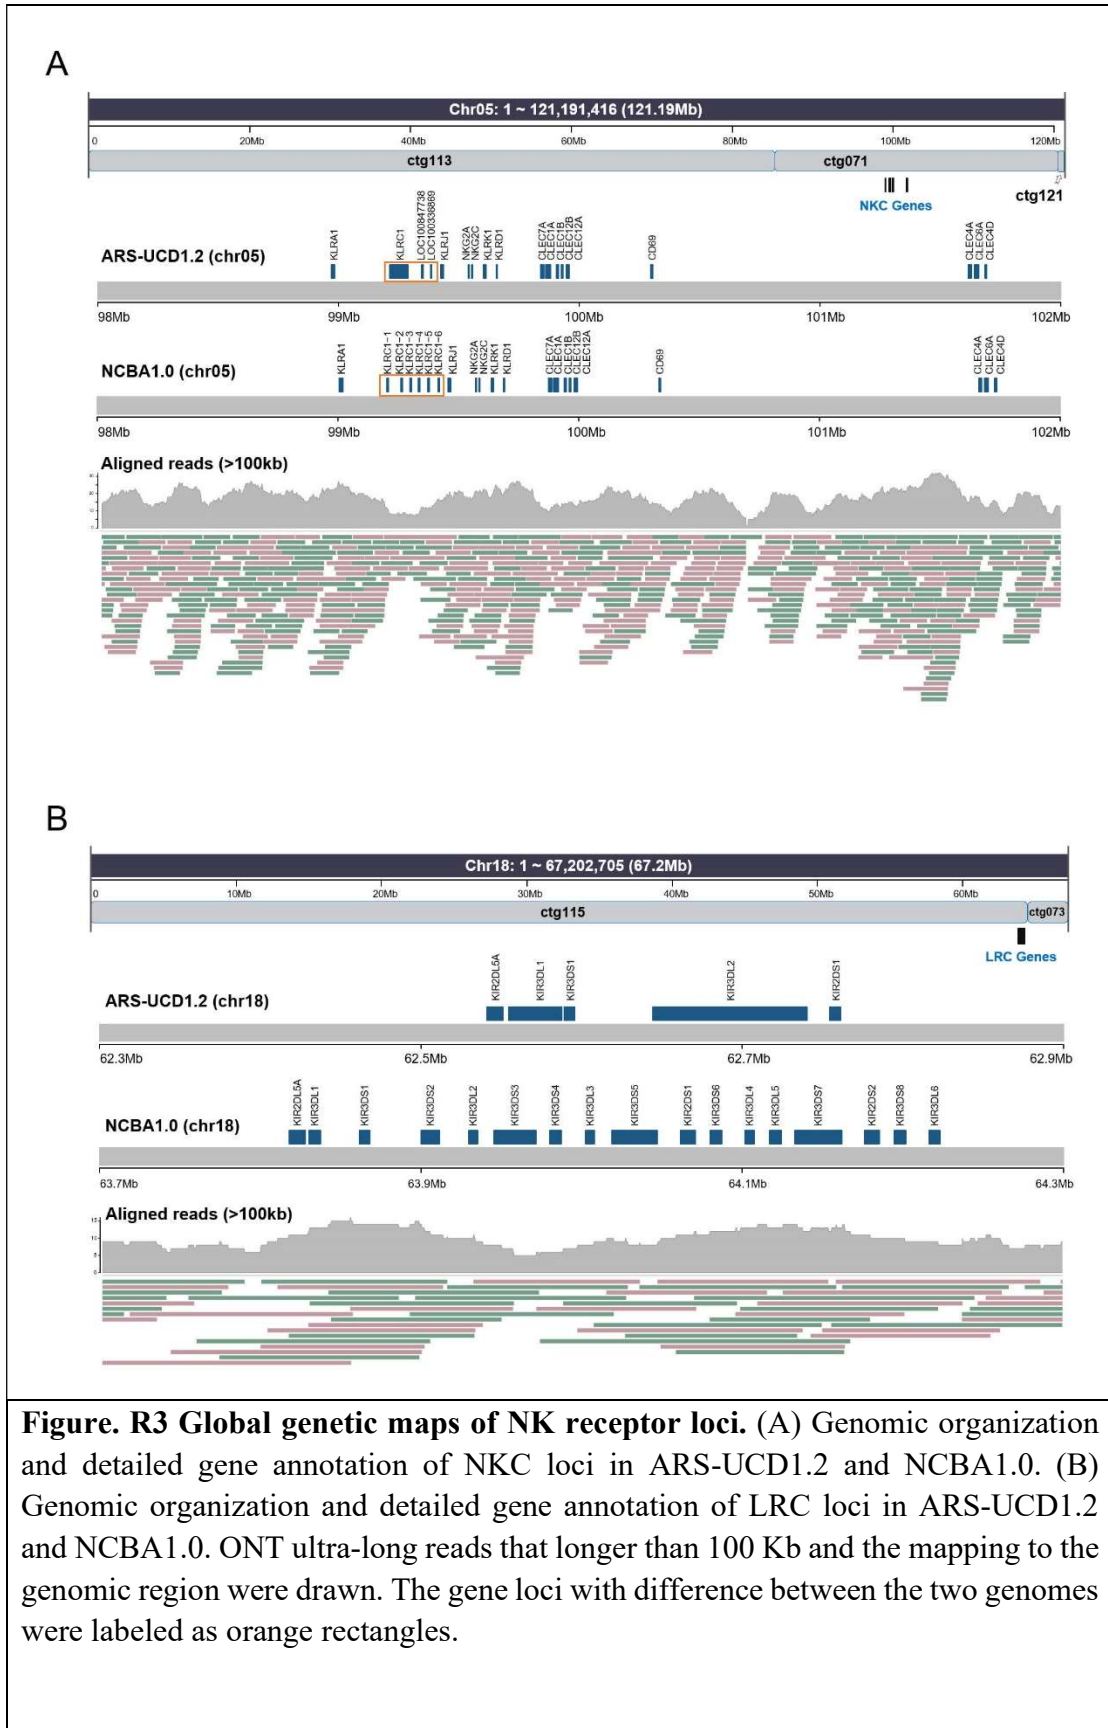 A
Chr05: 1 ~ 121,191,416 (121.19Mb)
0 20Mb 40Mb 60Mb 80Mb 100Mb 120Mb
ctg113 ctg071
ctg121
NKC Genes
KLRA1 KLRC1 LOC100847738 LOC100336869 KLRJ1 NKG2A NKG2C KLRK1 KLRD1 CLEC7A CLEC1A CLEC1B CLEC12B CLEC12A CD69 CLEC4A CLEC6A CLEC4D
ARS-UCD1.2 (chr05)
98Mb 99Mb 100Mb 101Mb 102Mb
KLRA1 KLRC1-1 KLRC1-2 KLRC1-3 KLRC1-4 KLRC1-5 KLRC1-6 KLRJ1 NKG2A NKG2C KLRK1 KLRD1 CLEC7A CLEC1A CLEC1B CLEC12B CLEC12A CD69 CLEC4A CLEC6A CLEC4D
NCBA1.0 (chr05)
98Mb 99Mb 100Mb 101Mb 102Mb
Aligned reads (>100kb)
B
Chr18: 1 ~ 67,202,705 (67.2Mb)
0 10Mb 20Mb 30Mb 40Mb 50Mb 60Mb
ctg115 ctg073
LRC Genes
KIR2DL5A KIR3DL1 KIR3DS1 KIR3DL2 KIR2DS1
ARS-UCD1.2 (chr18)
62.3Mb 62.5Mb 62.7Mb 62.9Mb
KIR2DL5A KIR3DL1 KIR3DS1 KIR3DS2 KIR3DL2 KIR3DS3 KIR3DS4 KIR3DL3 KIR3DS5 KIR2DS1 KIR3DS6 KIR3DL4 KIR3DL5 KIR3DS7 KIR2DS2 KIR3DS8 KIR3DL6
NCBA1.0 (chr18)
63.7Mb 63.9Mb 64.1Mb 64.3Mb
Aligned reads (>100kb)
15
10
5
0
Figure. R3 Global genetic maps of NK receptor loci. (A) Genomic organization
and detailed gene annotation of NKC loci in ARS-UCD1.2 and NCBA1.0. (B)
Genomic organization and detailed gene annotation of LRC loci in ARS-UCD1.2
and NCBA1.0. ONT ultra-long reads that longer than 100 Kb and the mapping to the
genomic region were drawn. The gene loci with difference between the two genomes
were labeled as orange rectangles.